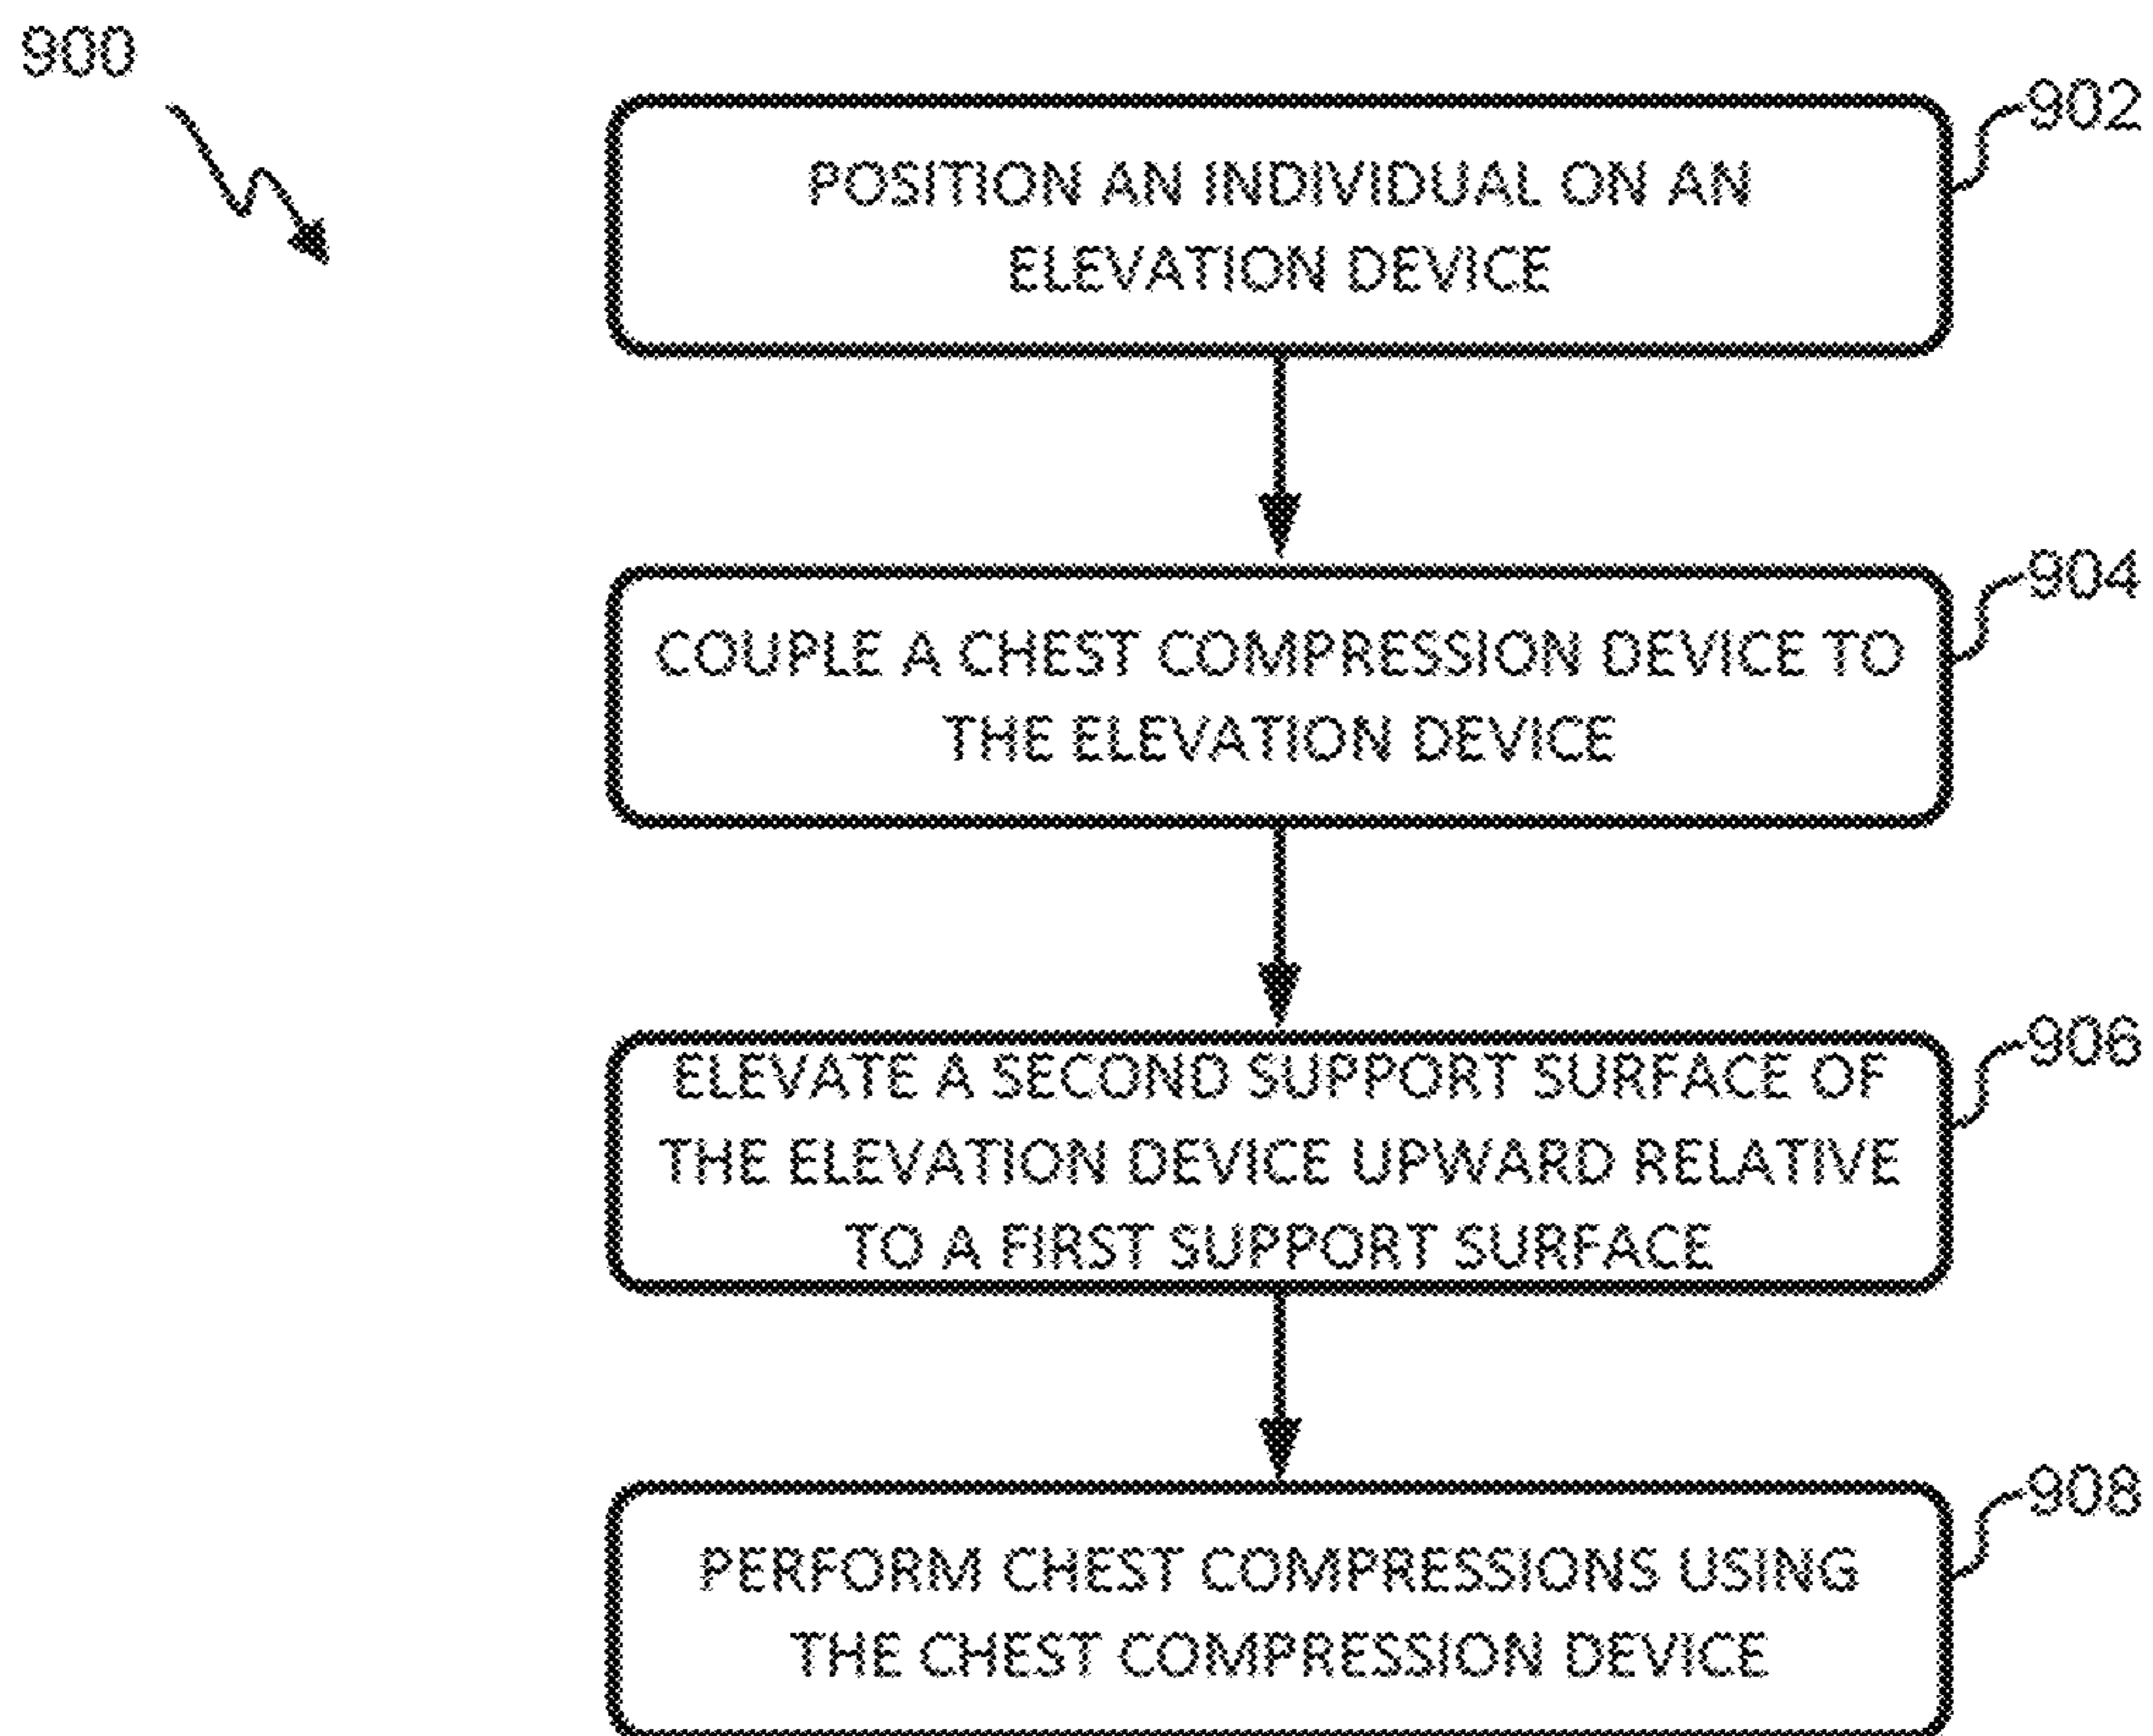 900
902
POSITION AN INDIVIDUAL ON AN
ELEVATION DEVICE
904
COUPLE A CHEST COMPRESSION DEVICE TO
THE ELEVATION DEVICE
906
ELEVATE A SECOND SUPPORT SURFACE OF
THE ELEVATION DEVICE UPWARD RELATIVE
TO A FIRST SUPPORT SURFACE
908
PERFORM CHEST COMPRESSIONS USING
THE CHEST COMPRESSION DEVICE